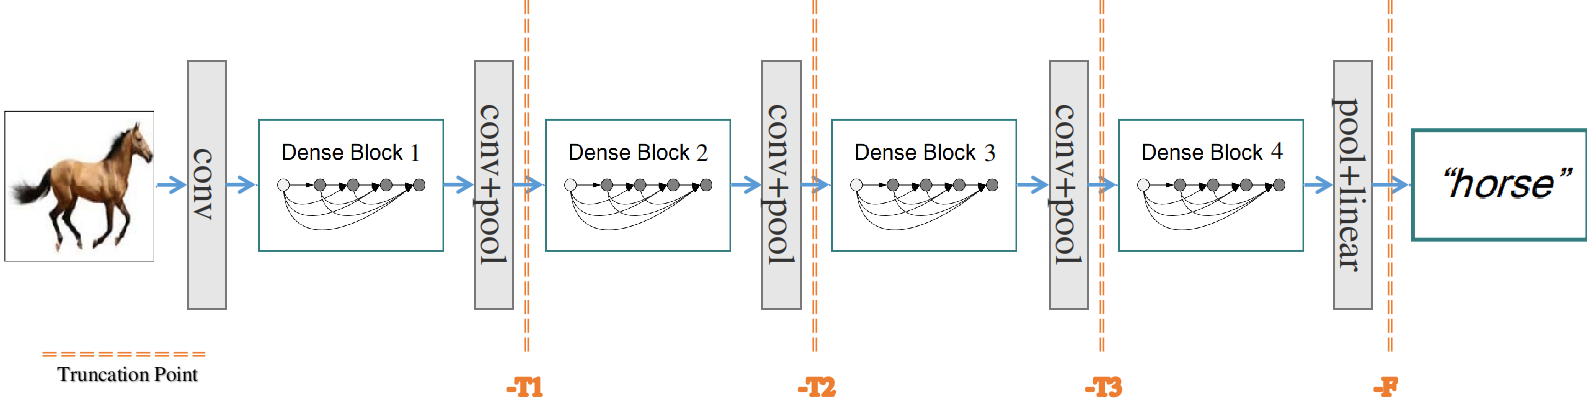 conv
Dense Block 1
conv+pool
Dense Block 2
conv+pool
Dense Block 3
conv+pool
Dense Block 4
pool+linear
“horse”
Truncation Point
-T1
-T2
-T3
-F